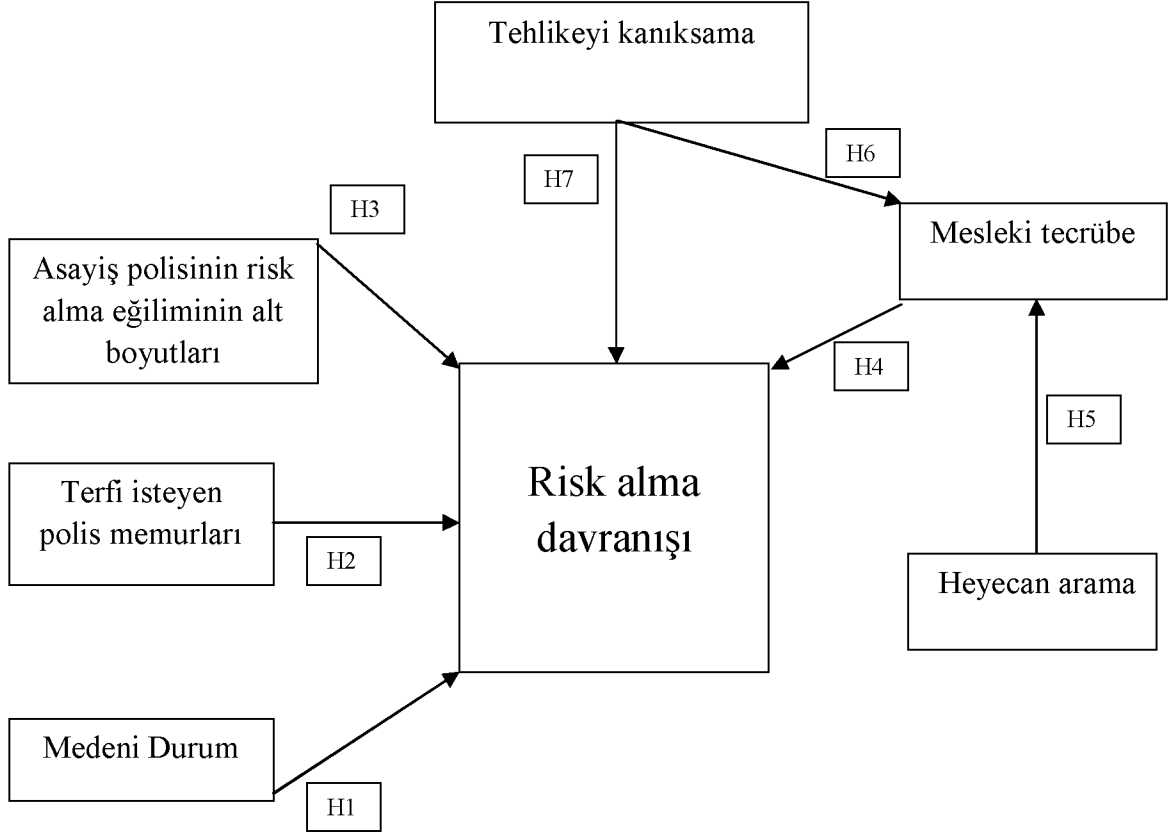 Tehlikeyi kanıksama
H6
H7
H3
Mesleki tecrübe
Asayiş polisinin risk
alma eğiliminin alt
boyutları
H4
H5
Risk alma
davranışı
Terfi isteyen
polis memurları
H2
Heyecan arama
Medeni Durum
H1